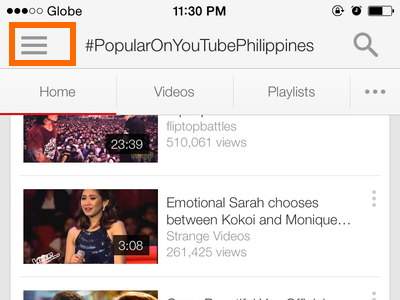 Globe 11:30 PM
#PopularOnYouTubePhilippines
Home Videos Playlists
23:39
fliptopbattles
510,061 views
3:08
Emotional Sarah chooses
between Kokoi and Monique...
Strange Videos
261,425 views